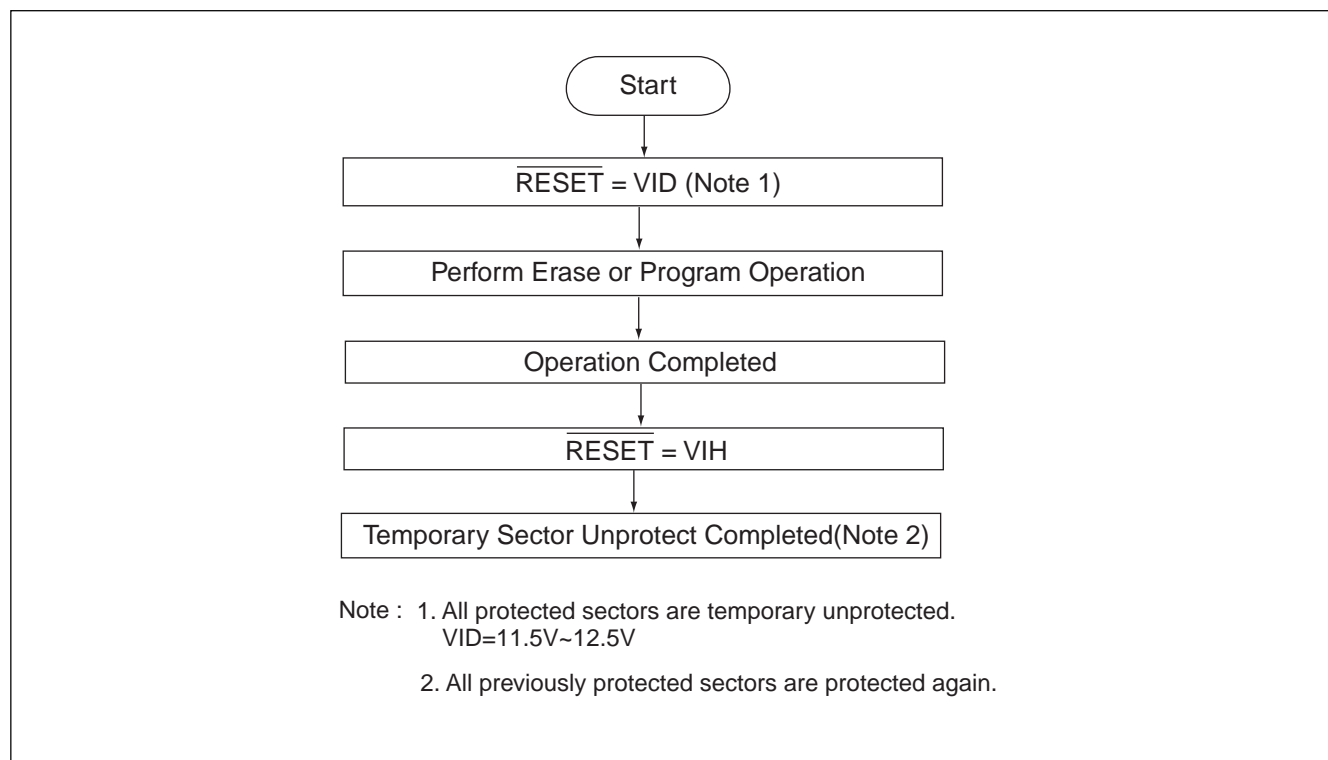 Start
R̅E̅S̅E̅T̅ = VID (Note 1)
Perform Erase or Program Operation
Operation Completed
R̅E̅S̅E̅T̅ = VIH
Temporary Sector Unprotect Completed(Note 2)
Note : 1. All protected sectors are temporary unprotected.
VID=11.5V~12.5V
2. All previously protected sectors are protected again.